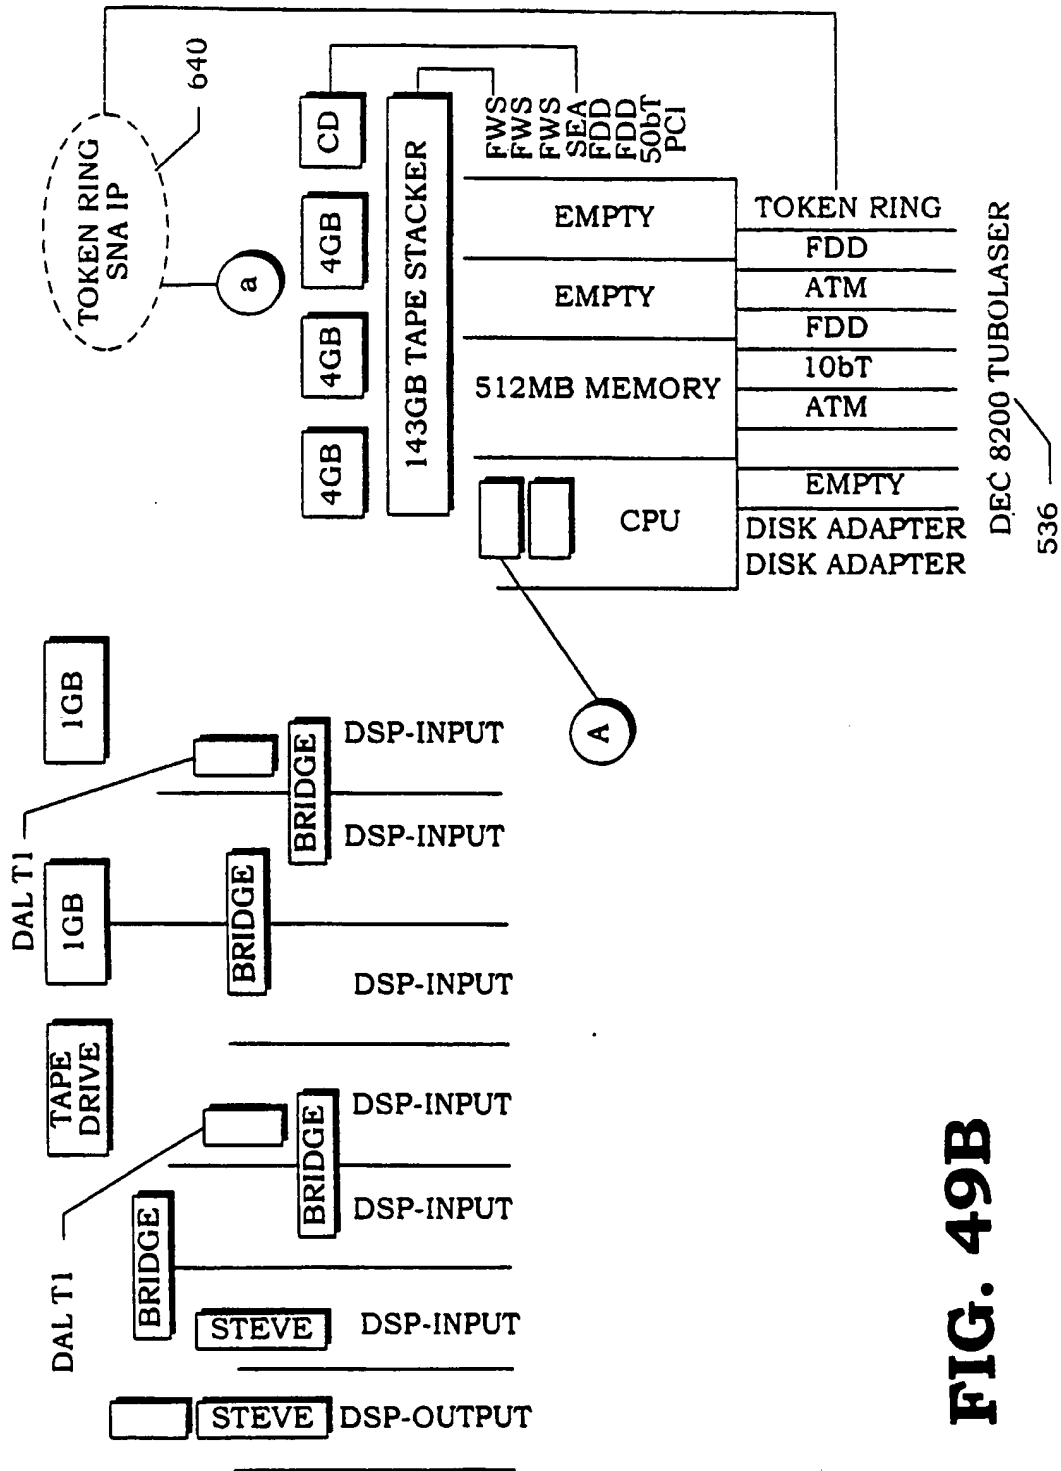 TOKEN RING
SNA IP
640
a
CD
4GB
4GB
4GB
143GB TAPE STACKER
FWS
FWS
FWS
SEA
FDD
FDD
50bT
PCI
EMPTY
EMPTY
512MB MEMORY
CPU
TOKEN RING
FDD
ATM
FDD
10bT
ATM
EMPTY
DISK ADAPTER
DISK ADAPTER
DEC 8200 TUBOLASER
536
A
1GB
DAL T1
BRIDGE
DSP-INPUT
DSP-INPUT
1GB
BRIDGE
DSP-INPUT
TAPE
DRIVE
DAL T1
BRIDGE
DSP-INPUT
DSP-INPUT
BRIDGE
STEVE
DSP-INPUT
STEVE
DSP-OUTPUT
FIG. 49B